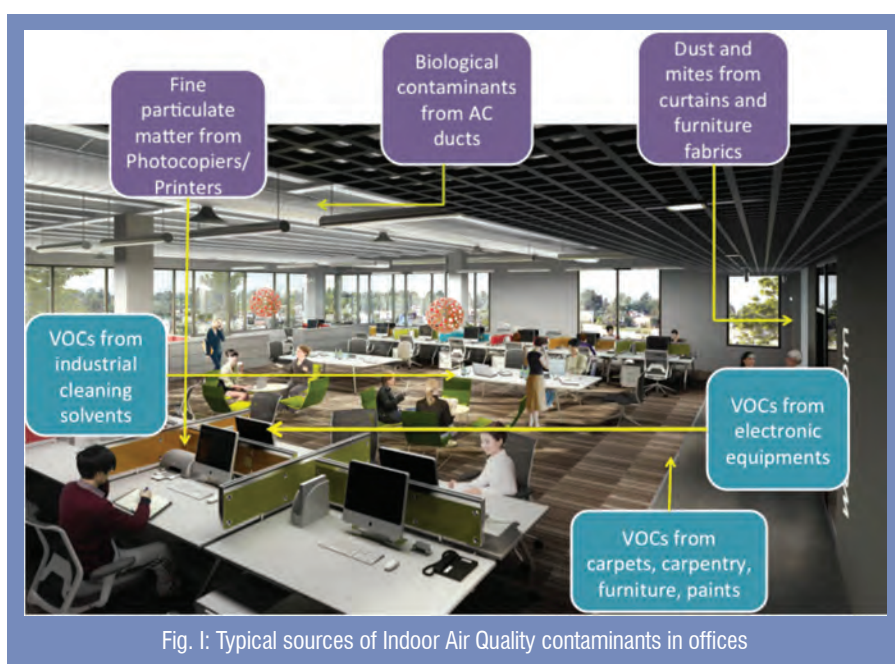 Fine
particulate
matter from
Photocopiers/
Printers
Biological
contaminants
from AC
ducts
Dust and
mites from
curtains and
furniture
fabrics
VOCs from
industrial
cleaning
solvents
VOCs from
electronic
equipments
VOCs from
carpets, carpentry,
furniture, paints
Fig. I: Typical sources of Indoor Air Quality contaminants in offices